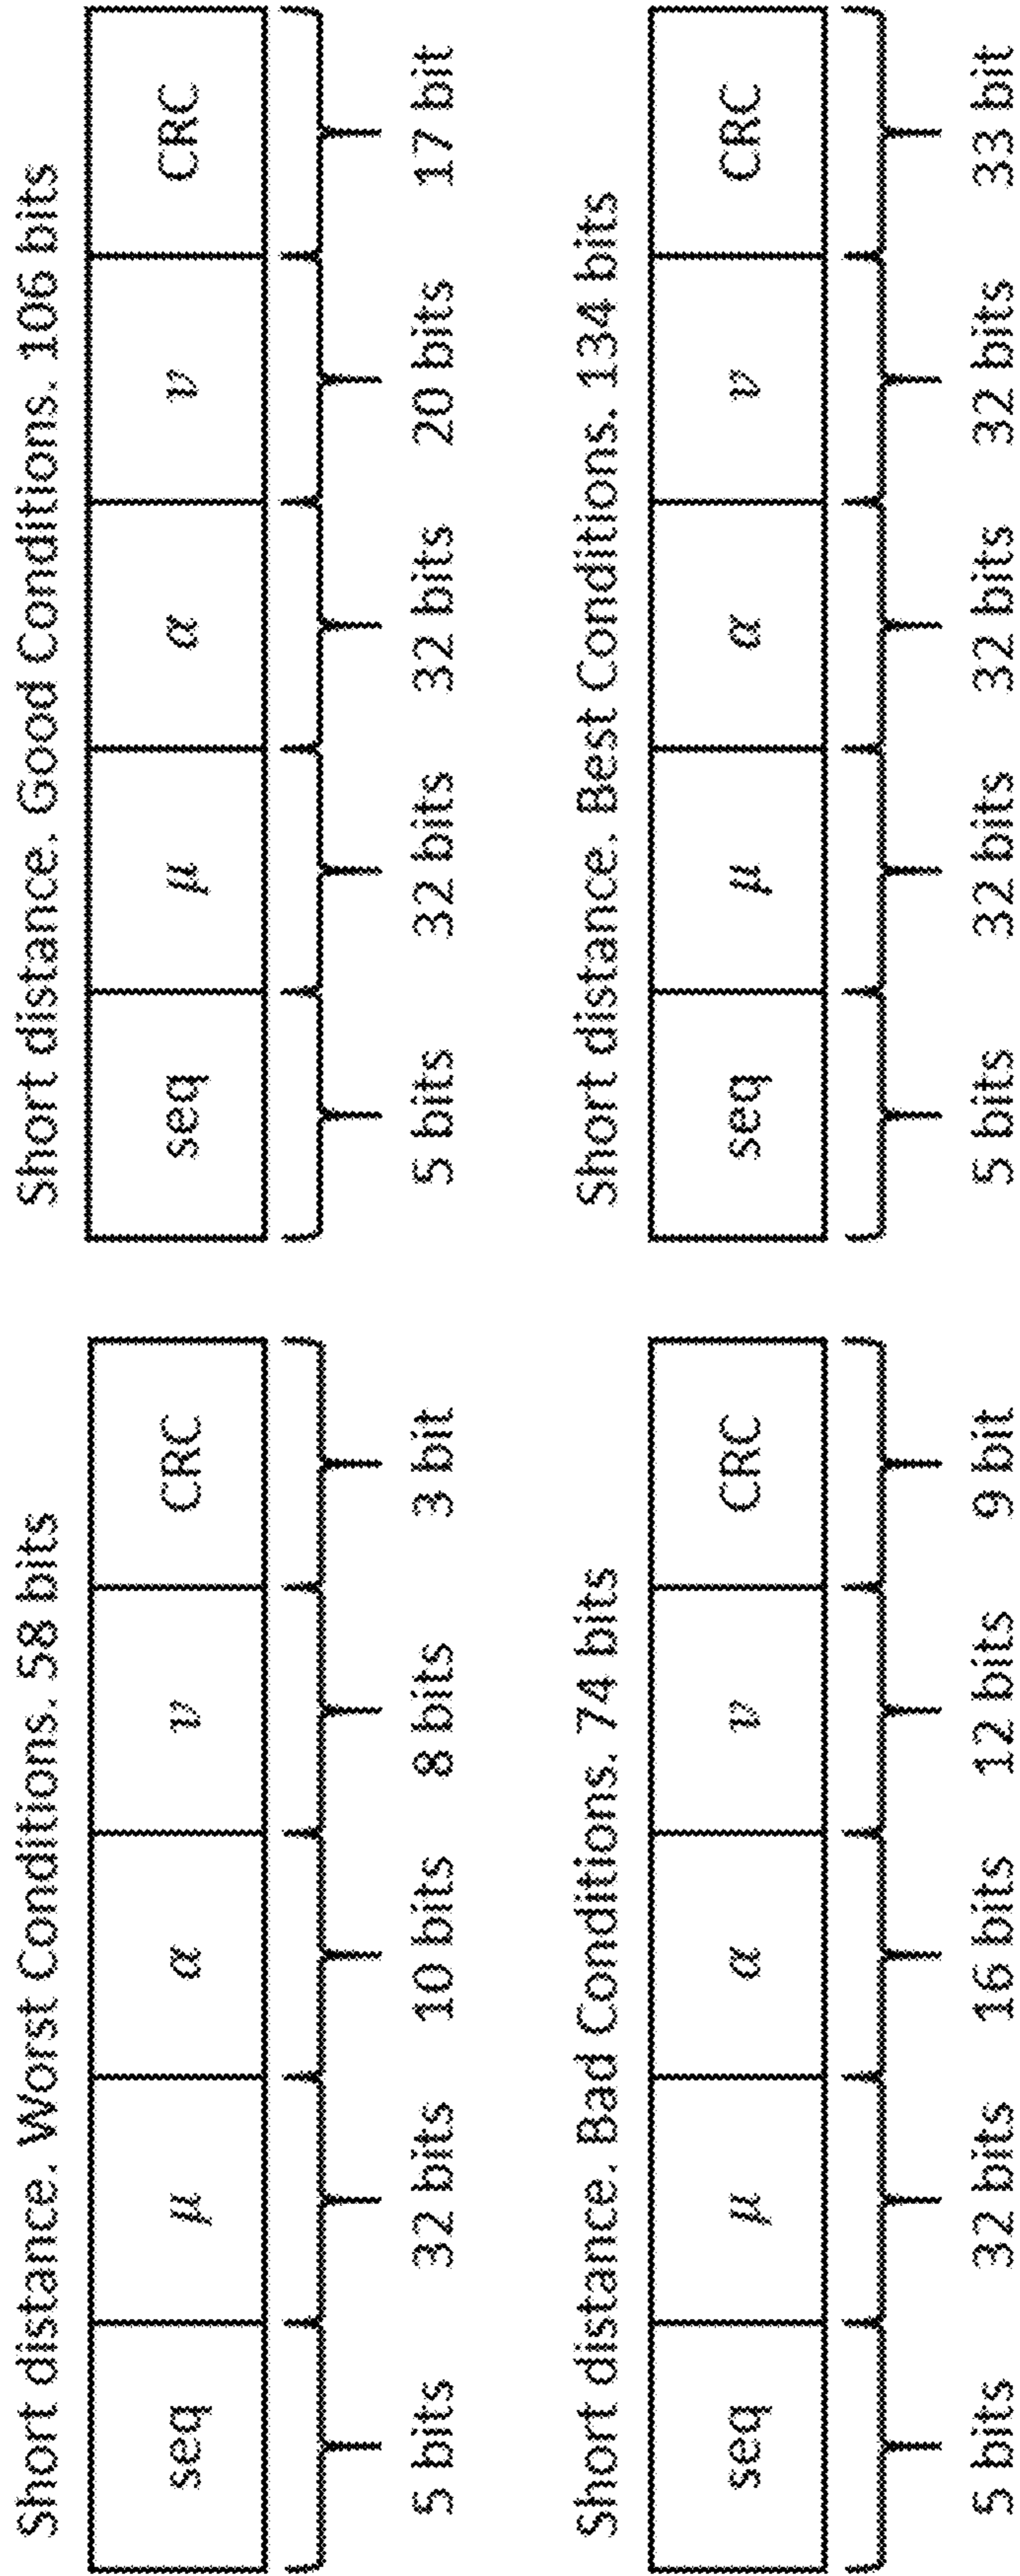 Short distance. Worst Conditions. 58 bits
seq μ α ν CRC
5 bits 32 bits 10 bits 8 bits 3 bit
Short distance. Good Conditions. 106 bits
seq μ α ν CRC
5 bits 32 bits 32 bits 20 bits 17 bit
Short distance. Bad Conditions. 74 bits
seq μ α ν CRC
5 bits 32 bits 16 bits 12 bits 9 bit
Short distance. Best Conditions. 134 bits
seq μ α ν CRC
5 bits 32 bits 32 bits 32 bits 33 bit